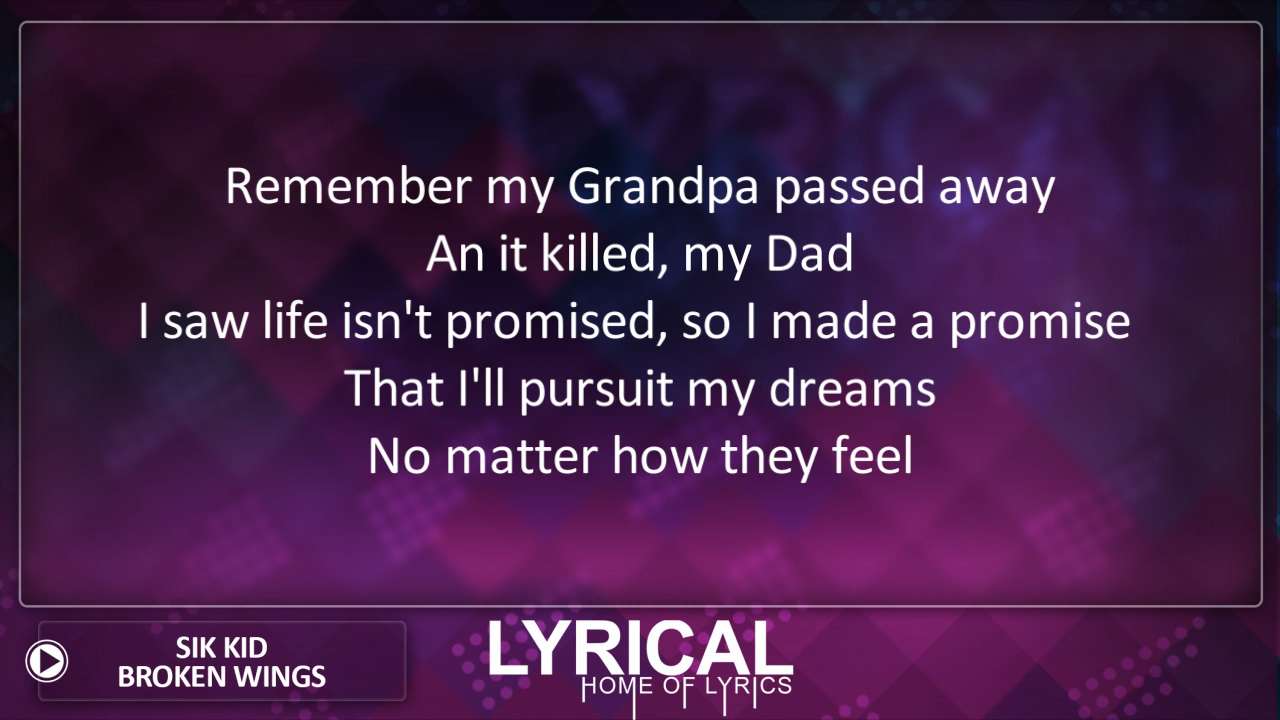 Remember my Grandpa passed away
An it killed, my Dad
I saw life isn't promised, so I made a promise
That I'll pursuit my dreams
No matter how they feel
SIK KID
BROKEN WINGS
LYRICAL
HOME OF LYRICS